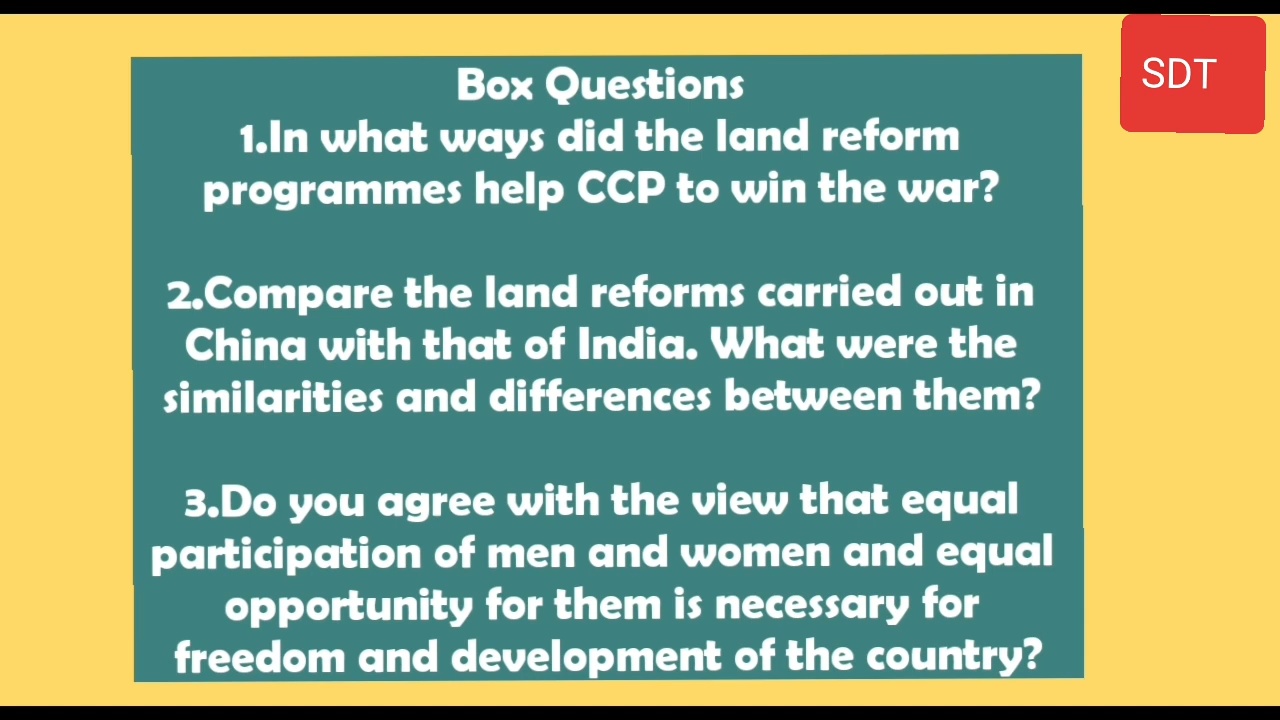 SDT
Box Questions
1.In what ways did the land reform
programmes help CCP to win the war?
2.Compare the land reforms carried out in
China with that of India. What were the
similarities and differences between them?
3.Do you agree with the view that equal
participation of men and women and equal
opportunity for them is necessary for
freedom and development of the country?